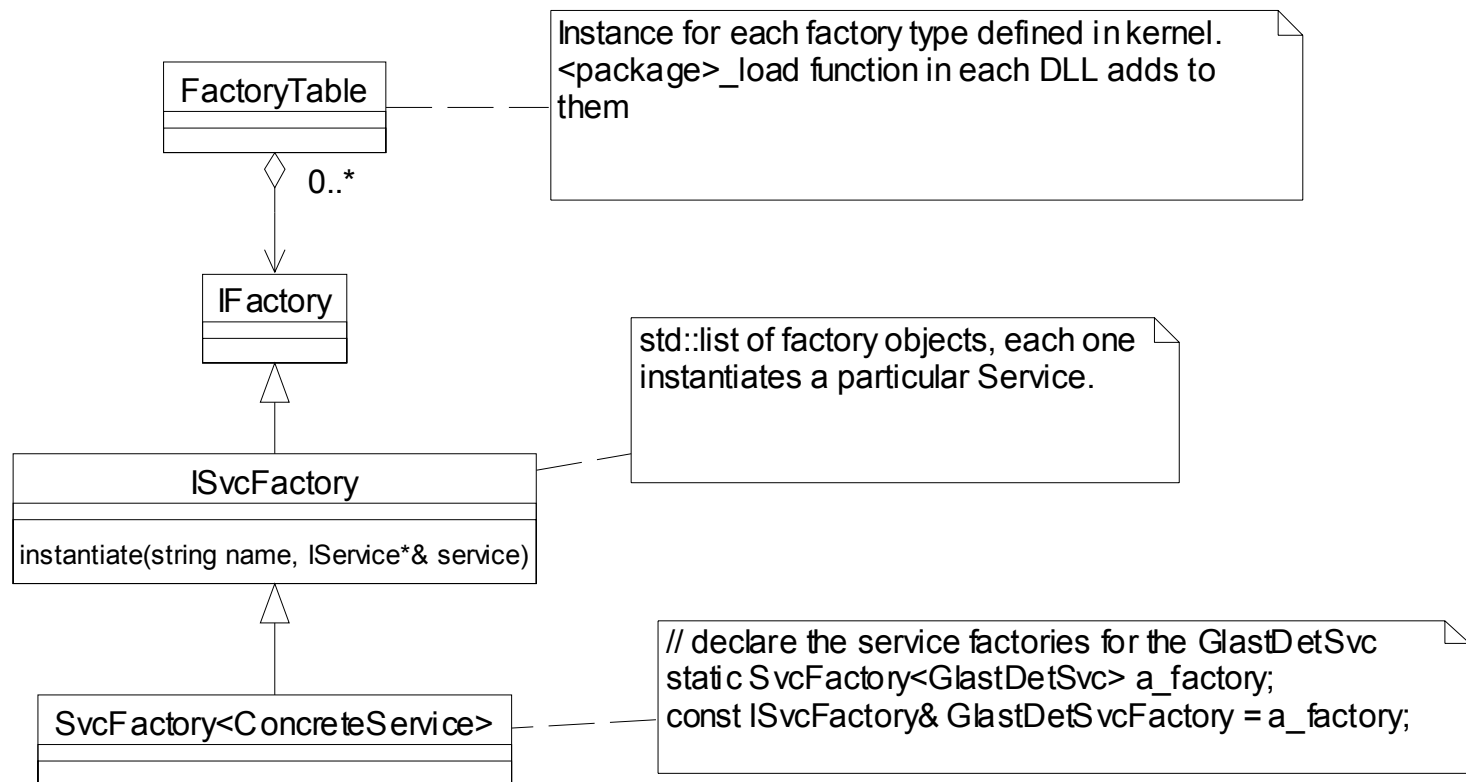 Instance for each factory type defined in kernel.
<package>_load function in each DLL adds to
them
FactoryTable
0..*
IFactory
std::list of factory objects, each one
instantiates a particular Service.
ISvcFactory
instantiate(string name, IService*& service)
// declare the service factories for the GlastDetSvc
static SvcFactory<GlastDetSvc> a_factory;
const ISvcFactory& GlastDetSvcFactory = a_factory;
SvcFactory<ConcreteService>